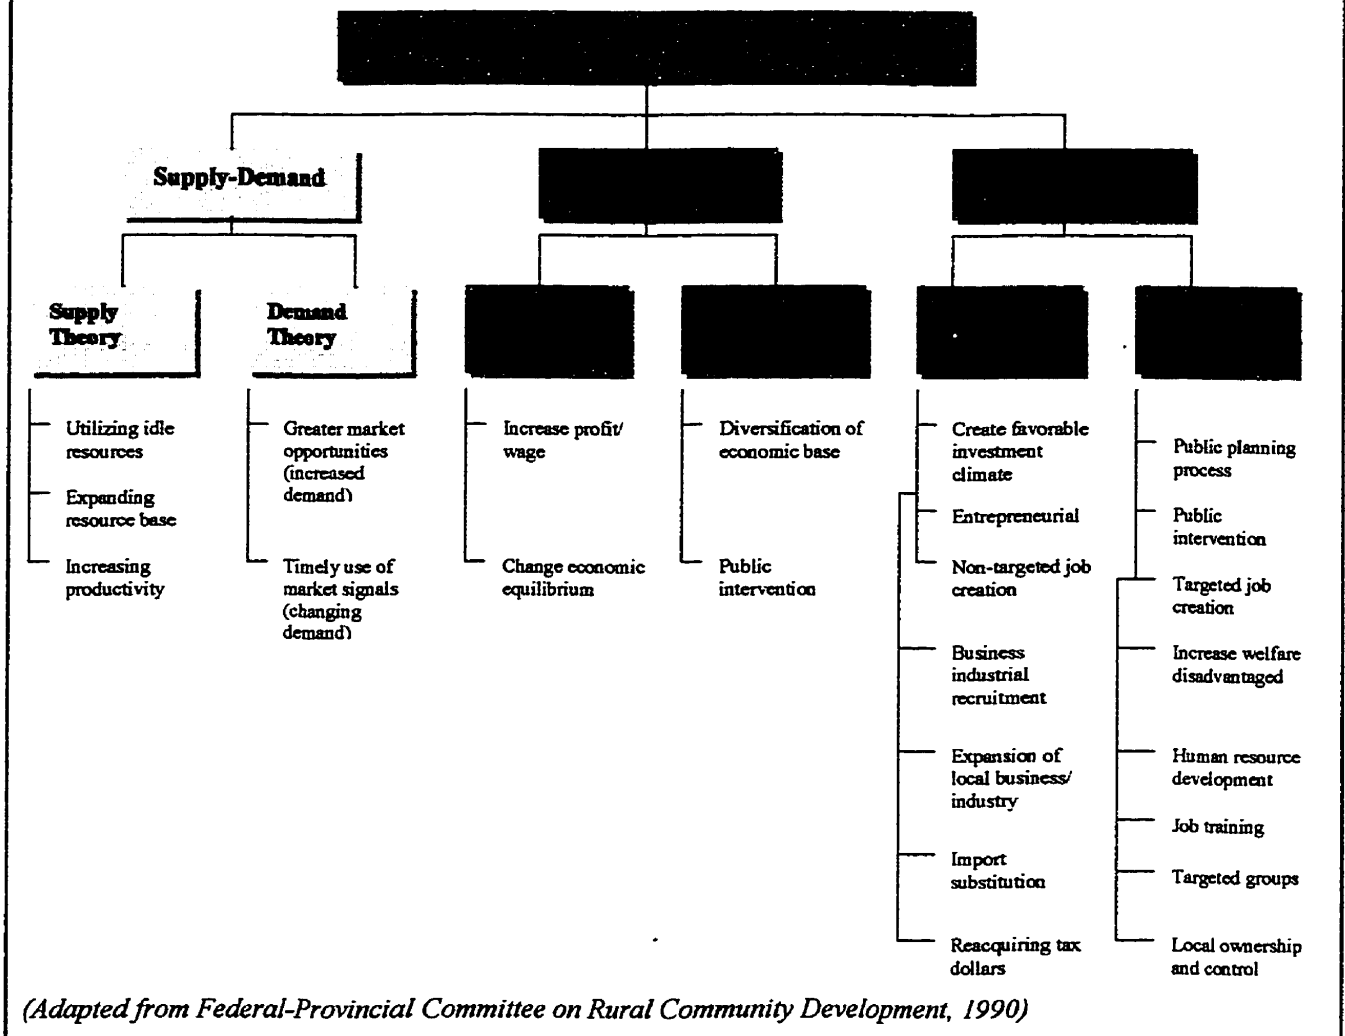 Supply-Demand
Supply
Theory
Demand
Theory
Utilizing idle
resources
Expanding
resource base
Increasing
productivity
Greater market
opportunities
(increased
demand)
Timely use of
market signals
(changing
demand)
Increase profit/
wage
Change economic
equilibrium
Diversification of
economic base
Public
intervention
Create favorable
investment
climate
Entrepreneurial
Non-targeted job
creation
Business
industrial
recruitment
Expansion of
local business/
industry
Import
substitution
Reacquiring tax
dollars
Public planning
process
Public
intervention
Targeted job
creation
Increase welfare
disadvantaged
Human resource
development
Job training
Targeted groups
Local ownership
and control
(Adapted from Federal-Provincial Committee on Rural Community Development, 1990)